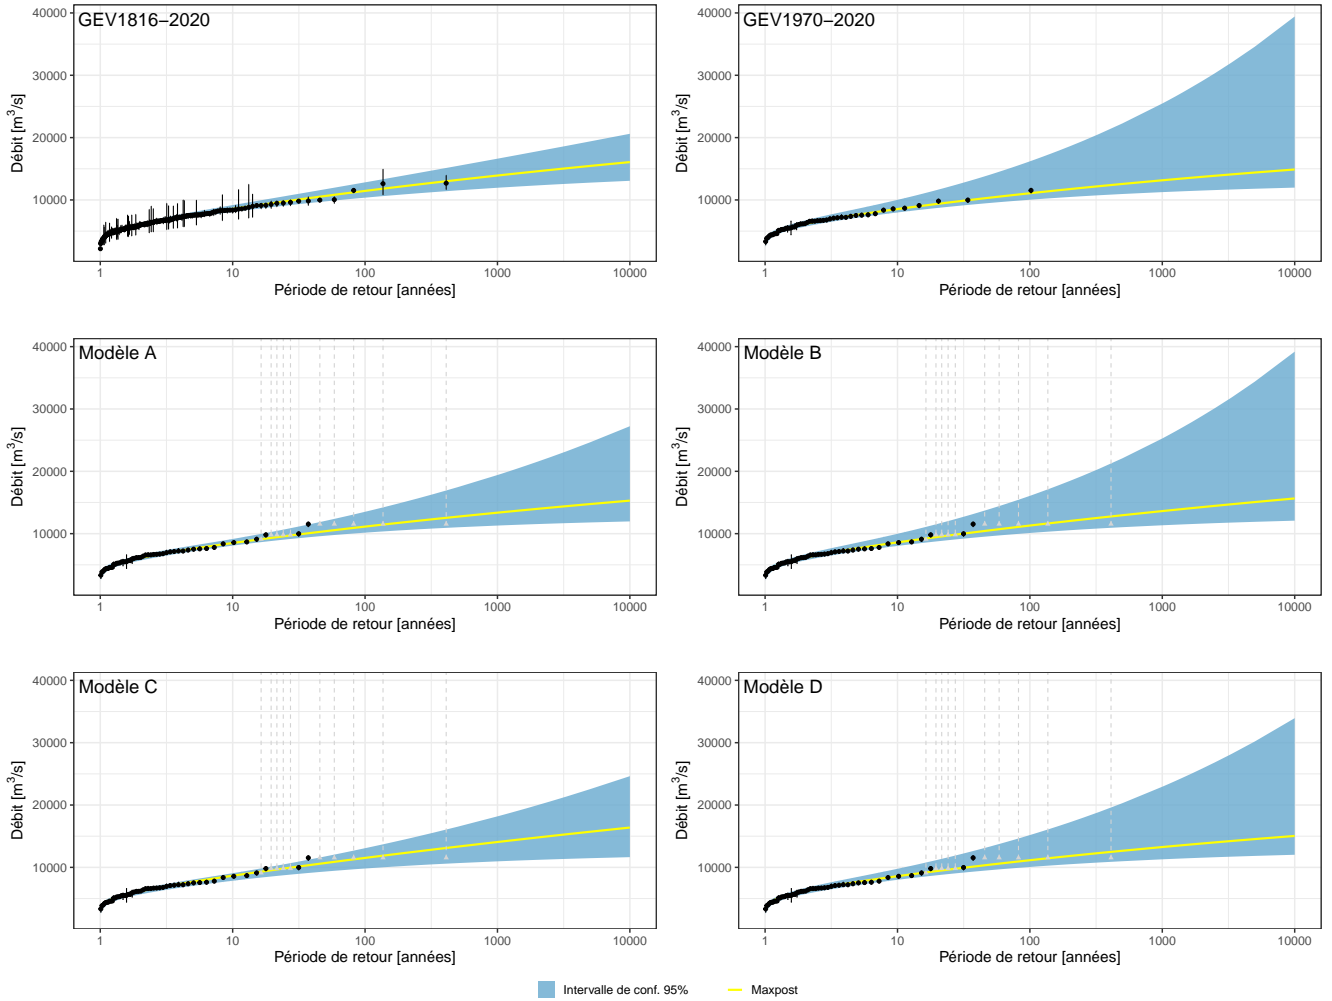 GEV1816−2020
40000
30000
20000
10000
Débit [m³/s]
1 10 100 1000 10000
Période de retour [années]
GEV1970−2020
40000
30000
20000
10000
Débit [m³/s]
1 10 100 1000 10000
Période de retour [années]
Modèle A
40000
30000
20000
10000
Débit [m³/s]
1 10 100 1000 10000
Période de retour [années]
Modèle B
40000
30000
20000
10000
Débit [m³/s]
1 10 100 1000 10000
Période de retour [années]
Modèle C
40000
30000
20000
10000
Débit [m³/s]
1 10 100 1000 10000
Période de retour [années]
Modèle D
40000
30000
20000
10000
Débit [m³/s]
1 10 100 1000 10000
Période de retour [années]
Intervalle de conf. 95% Maxpost